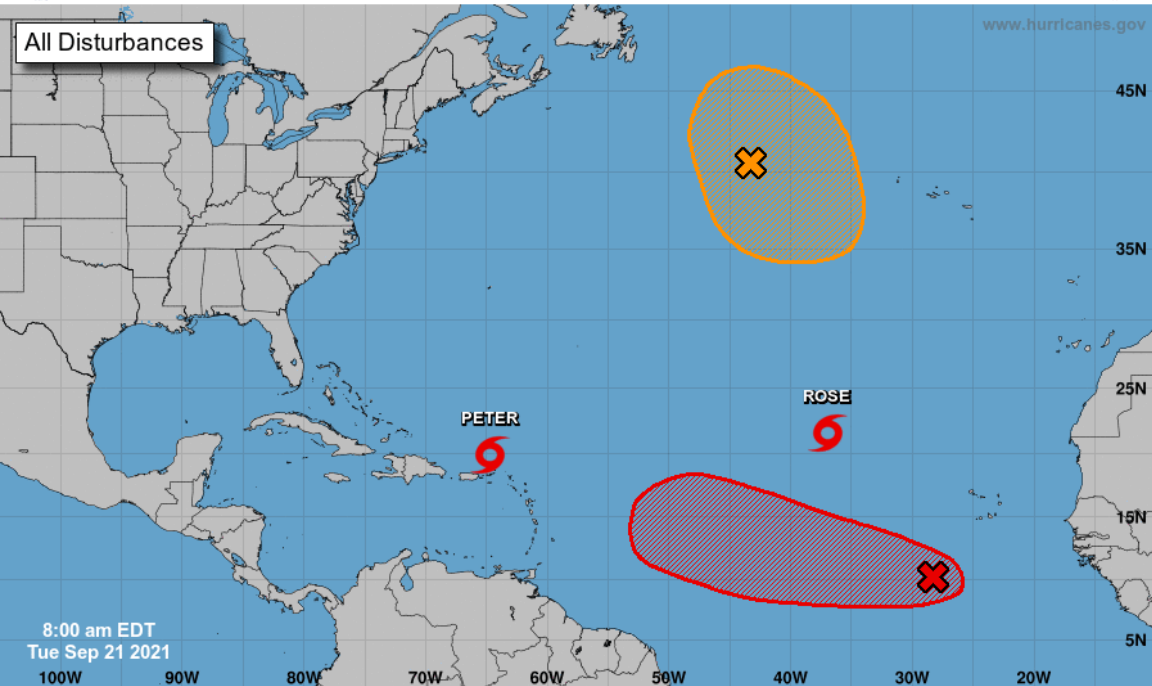 www.hurricanes.gov
All Disturbances
45N
35N
25N
ROSE
PETER
15N
8:00 am EDT
Tue Sep 21 2021
5N
100W 90W 80W 70W 60W 50W 40W 30W 20W